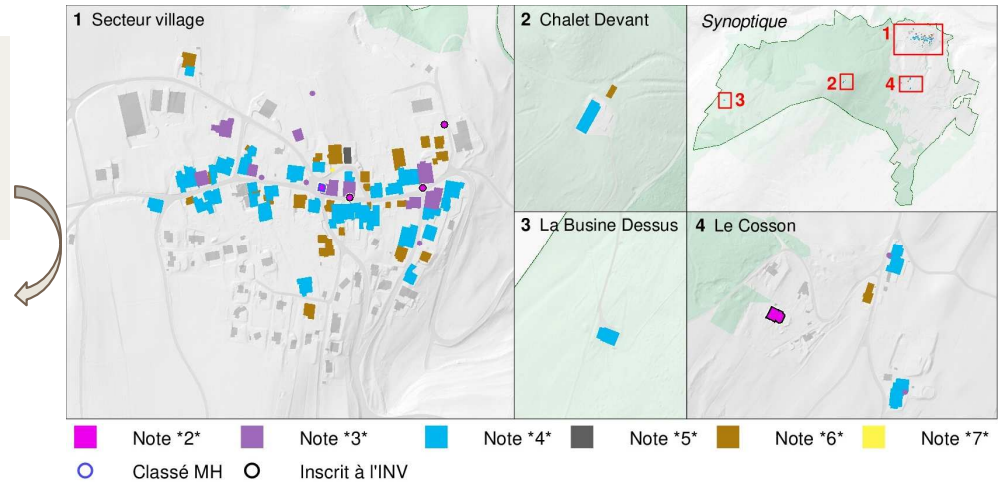 1 Secteur village
2 Chalet Devant
Synoptique
1
2
4
3
3 La Busine Dessus
4 Le Cosson
Note *2* Note *3* Note *4* Note *5* Note *6* Note *7*
Classé MH Inscrit à l'INV